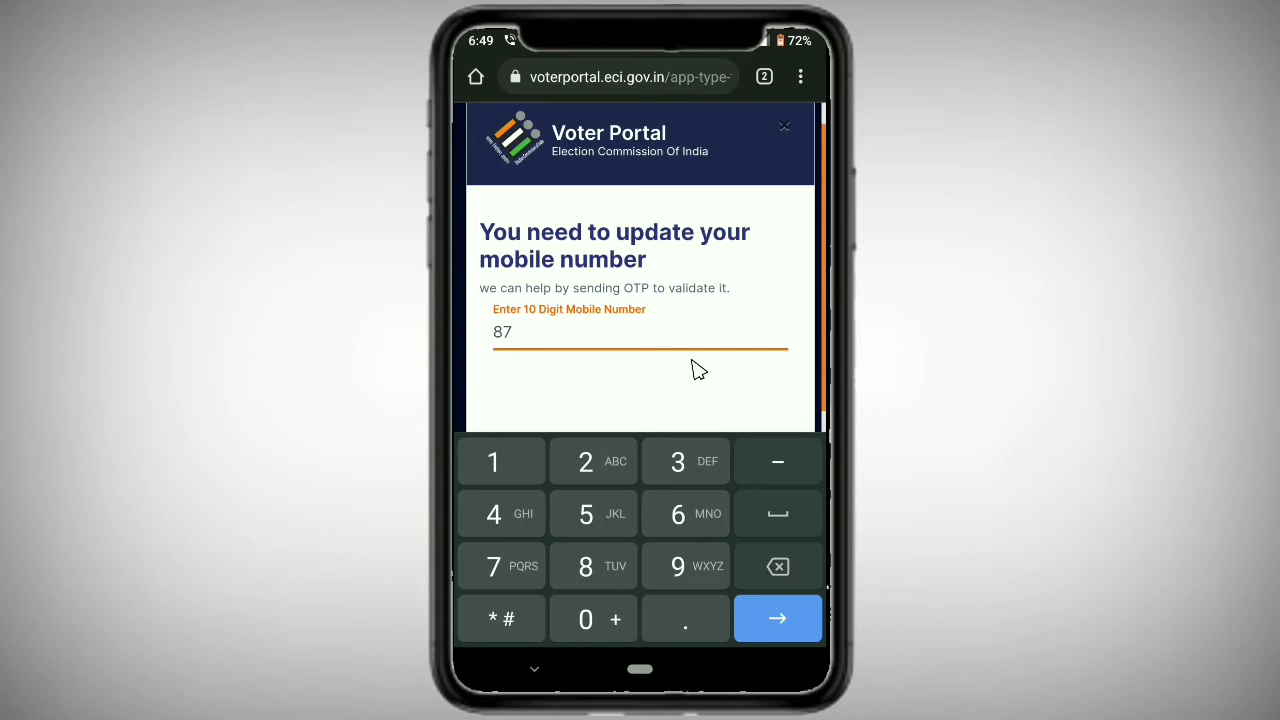 6:49 72%
voterportal.eci.gov.in/app-type- 2
Voter Portal
Election Commission Of India
You need to update your
mobile number
we can help by sending OTP to validate it.
Enter 10 Digit Mobile Number
87
1 2 ABC 3 DEF –
4 GHI 5 JKL 6 MNO
7 PQRS 8 TUV 9 WXYZ
* # 0 + .